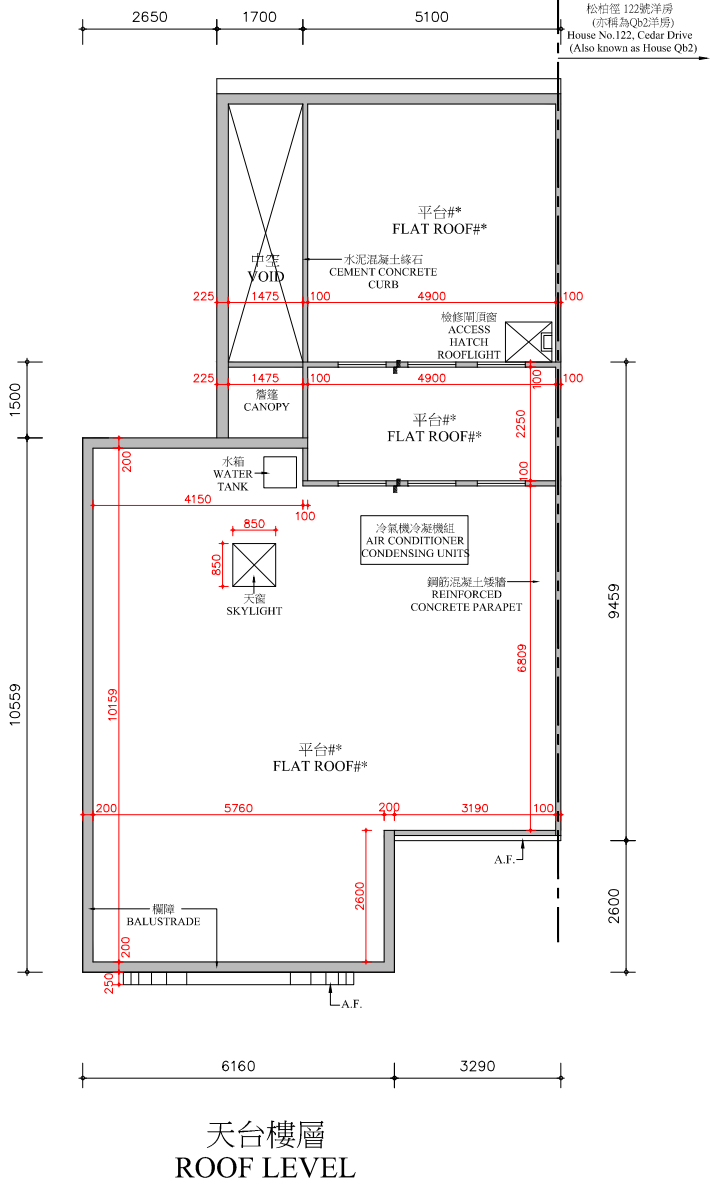 松柏徑 122號洋房
(亦稱為Qb2洋房)
House No.122, Cedar Drive
(Also known as House Qb2)
2650
1700
5100
平台#*
FLAT ROOF#*
中空
VOID
水泥混凝土緣石
CEMENT CONCRETE
CURB
225
1475
100
4900
100
檢修閘頂窗
ACCESS
HATCH
ROOFLIGHT
225
1475
100
4900
100
100
1500
簷篷
CANOPY
平台#*
FLAT ROOF#*
2250
200
水箱
WATER
TANK
100
4150
100
850
850
冷氣機冷凝機組
AIR CONDITIONER
CONDENSING UNITS
天窗
SKYLIGHT
鋼筋混凝土矮牆
REINFORCED
CONCRETE PARAPET
9459
6809
10559
10159
平台#*
FLAT ROOF#*
200
5760
200
3190
100
A.F.
2600
2600
欄障
BALUSTRADE
200
250
A.F.
6160
3290
天台樓層
ROOF LEVEL